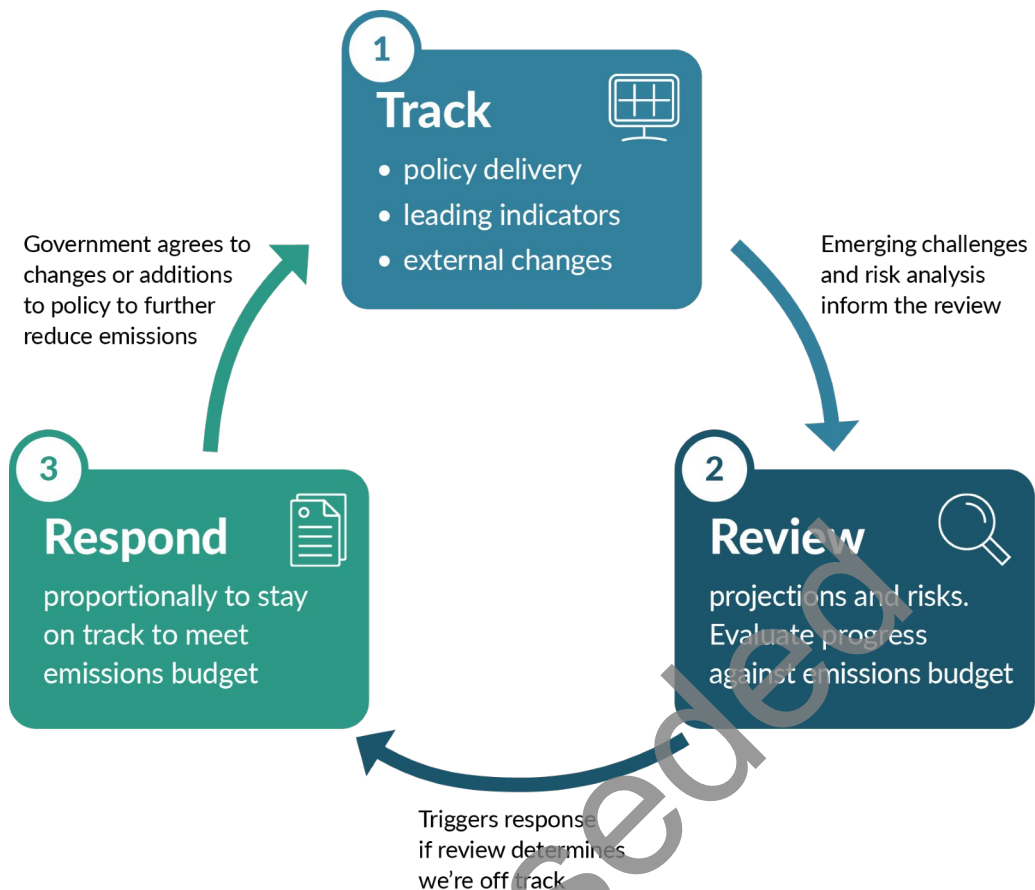 1
Track
• policy delivery
• leading indicators
• external changes
Emerging challenges
and risk analysis
inform the review
2
Review
projections and risks.
Evaluate progress
against emissions budget
Triggers response
if review determines
we're off track
3
Respond
proportionally to stay
on track to meet
emissions budget
Government agrees to
changes or additions
to policy to further
reduce emissions
sed